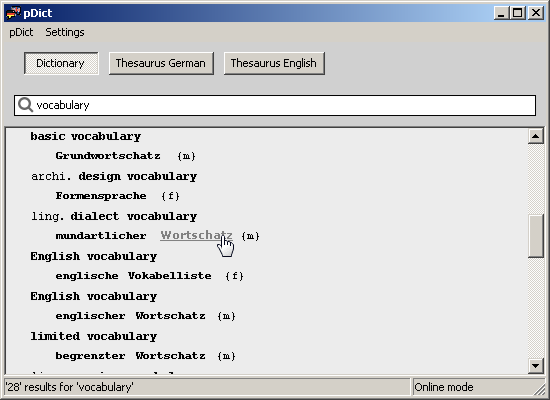 pDict
pDict Settings
Dictionary Thesaurus German Thesaurus English
vocabulary
basic vocabulary
Grundwortschatz {m}
archi. design vocabulary
Formensprache {f}
ling. dialect vocabulary
mundartlicher Wortschatz {m}
English vocabulary
englische Vokabelliste {f}
English vocabulary
englischer Wortschatz {m}
limited vocabulary
begrenzter Wortschatz {m}
'28' results for 'vocabulary' Online mode